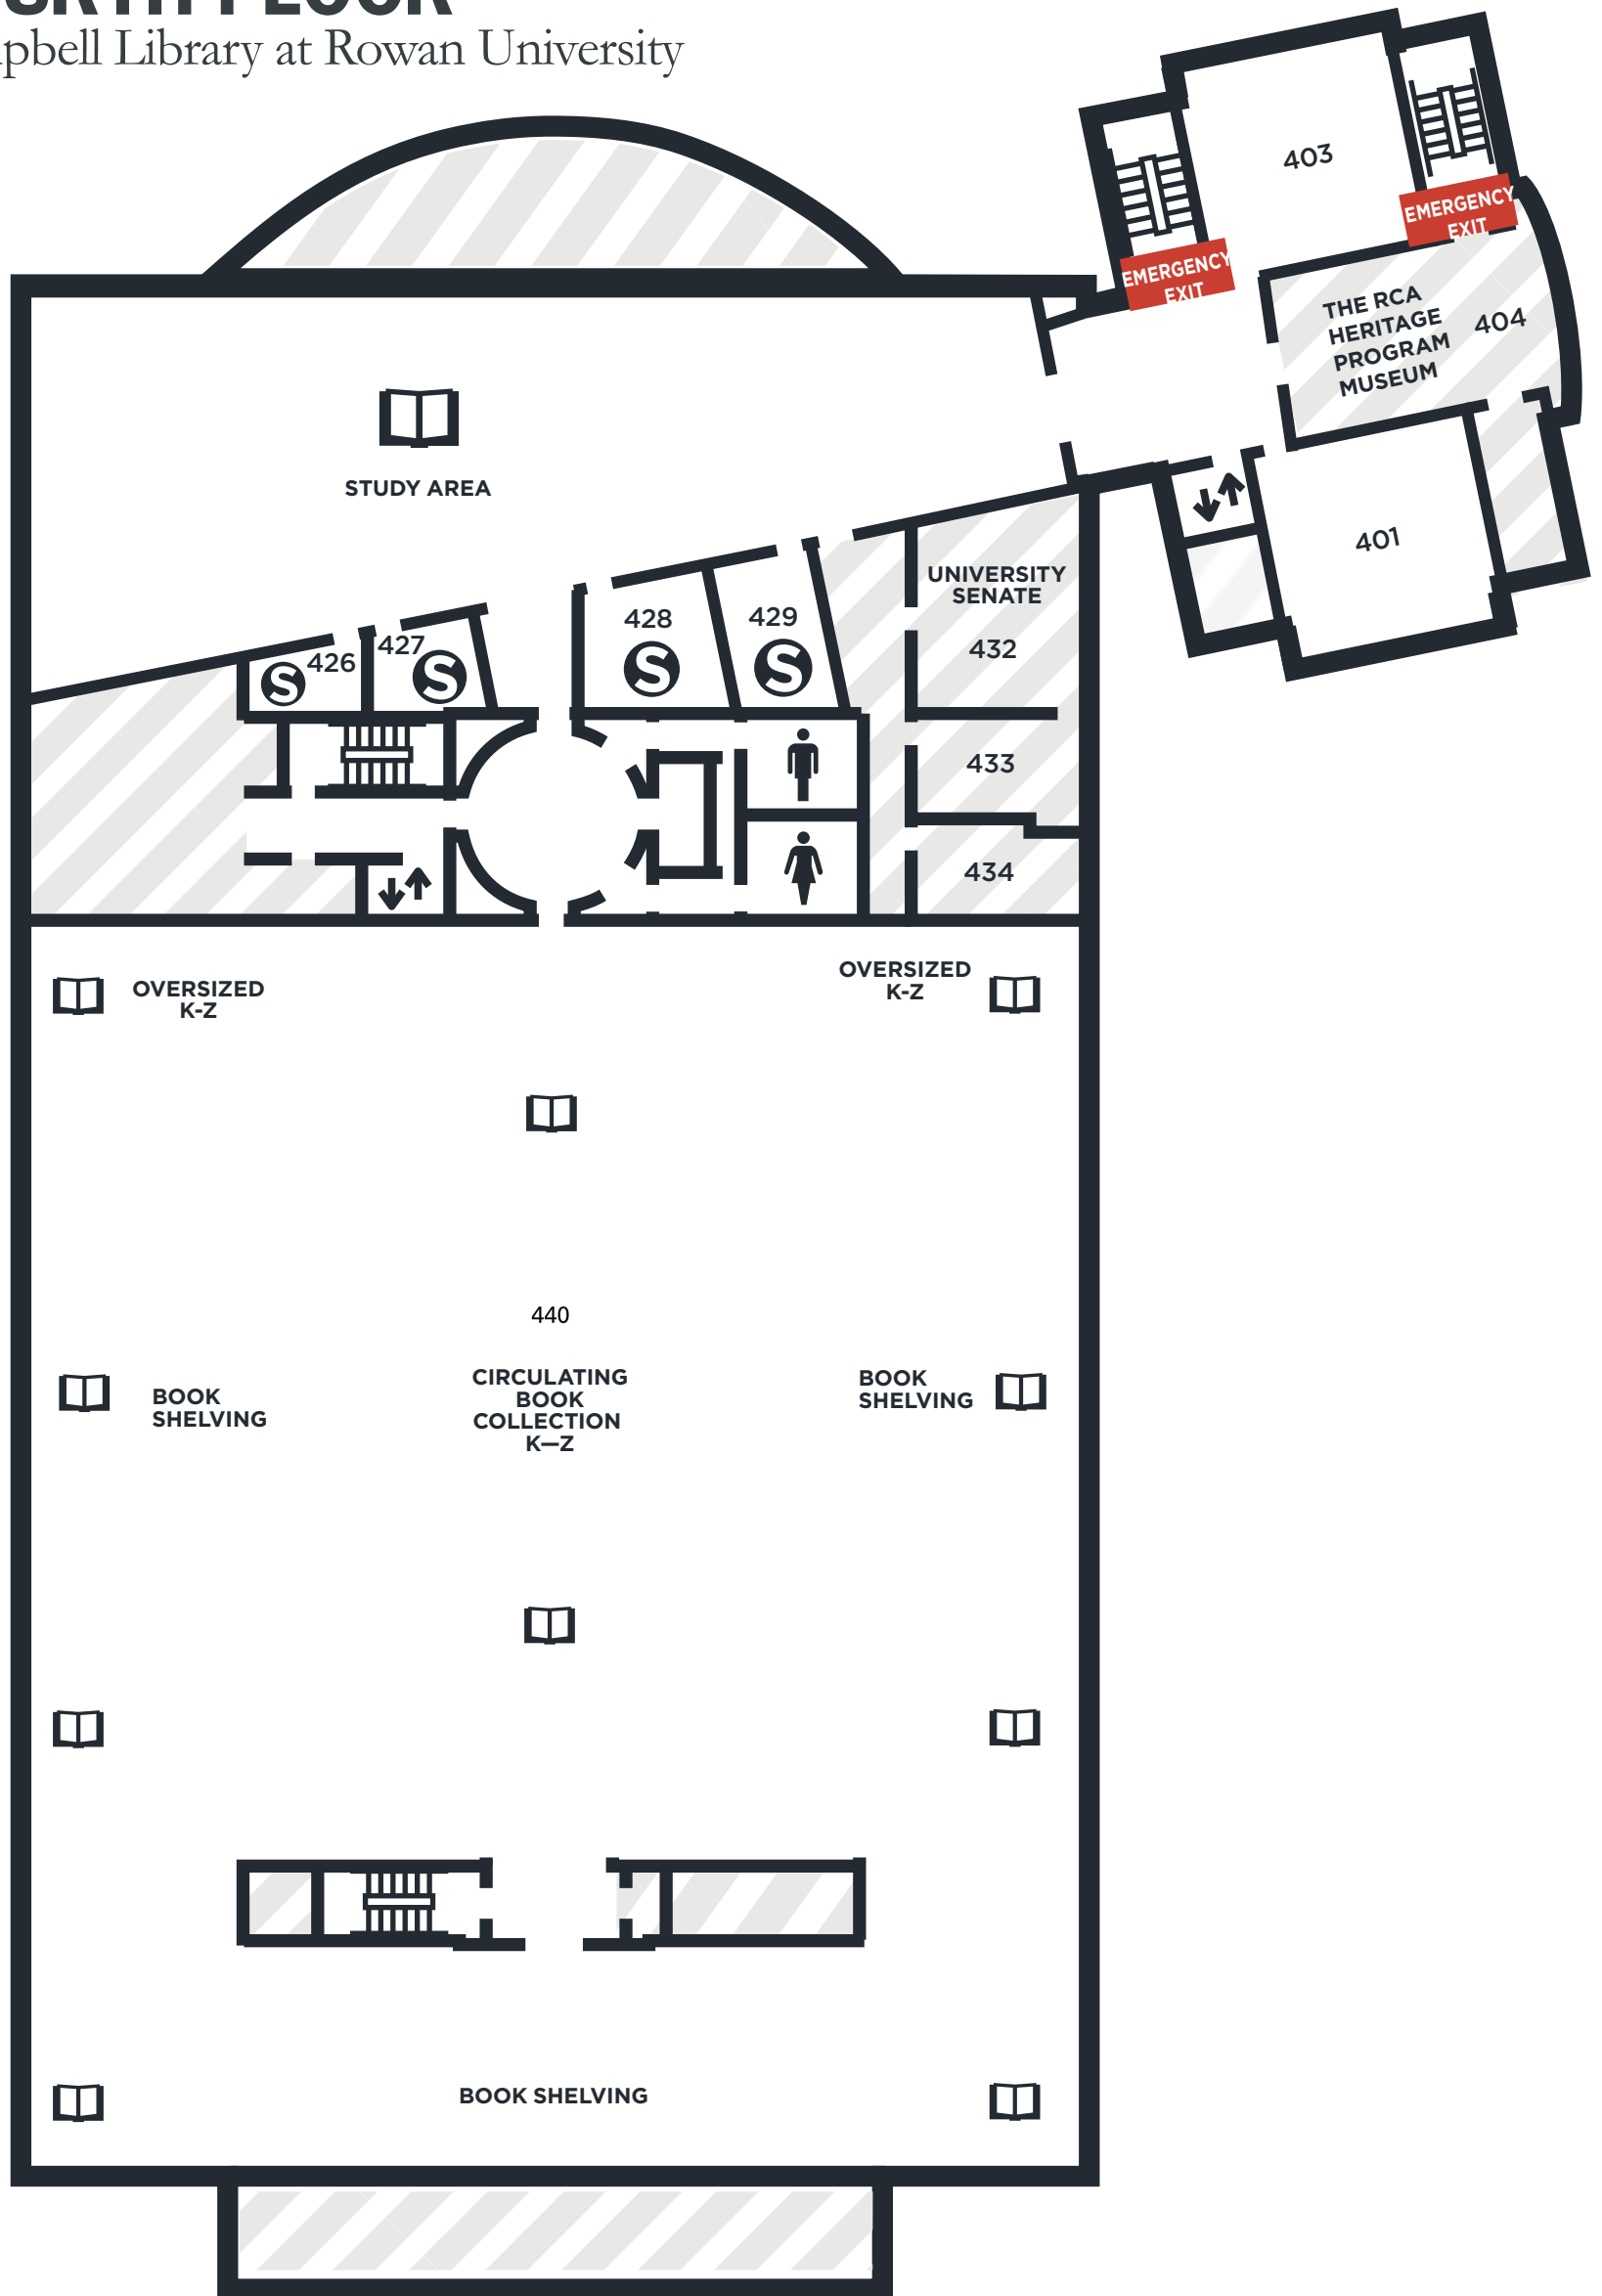 pbell Library at Rowan University
403
EMERGENCY
EXIT
EMERGENCY
EXIT
THE RCA
HERITAGE
PROGRAM
MUSEUM
404
STUDY AREA
401
UNIVERSITY
SENATE
432
428
429
427
426
S
S
S
S
433
434
OVERSIZED
K-Z
OVERSIZED
K-Z
440
CIRCULATING
BOOK
COLLECTION
K—Z
BOOK
SHELVING
BOOK
SHELVING
BOOK SHELVING